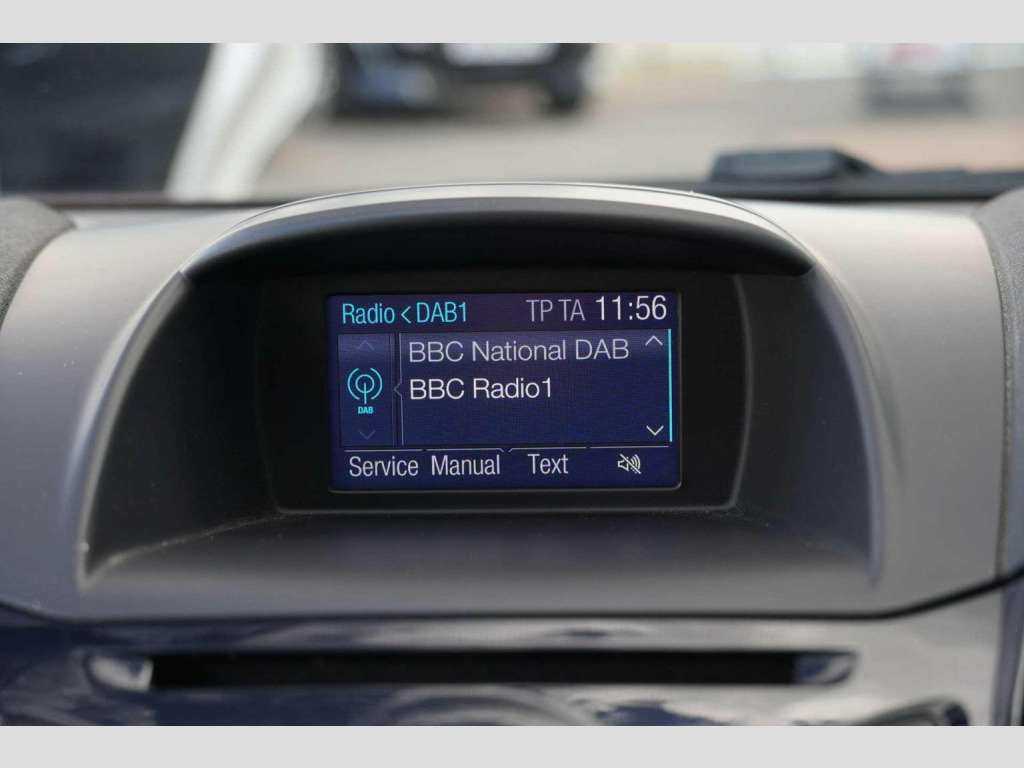 Radio < DAB1 TP TA 11:56
BBC National DAB
BBC Radio1
DAB
Service Manual Text